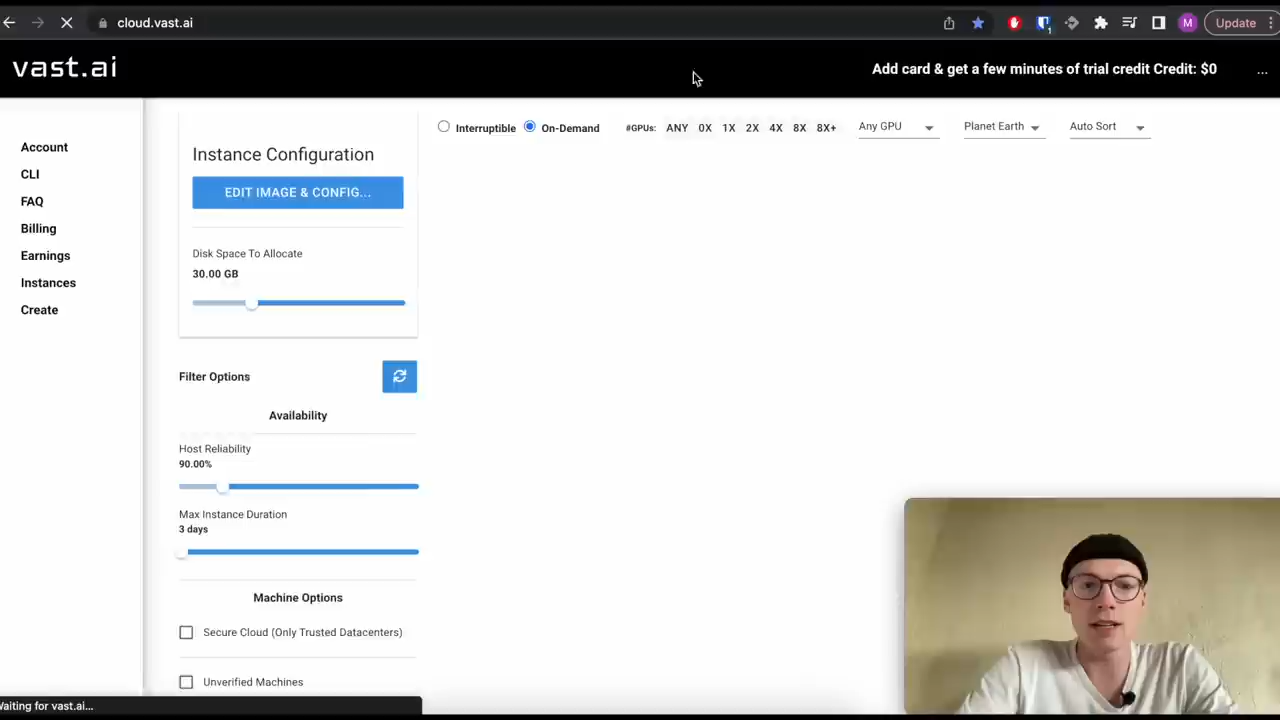 cloud.vast.ai
1
M
Update
vast.ai
Add card & get a few minutes of trial credit Credit: $0
...
Account
CLI
FAQ
Billing
Earnings
Instances
Create
Instance Configuration
EDIT IMAGE & CONFIG...
Disk Space To Allocate
30.00 GB
Filter Options
Availability
Host Reliability
90.00%
Max Instance Duration
3 days
Machine Options
Secure Cloud (Only Trusted Datacenters)
Unverified Machines
Interruptible On-Demand #GPUs: ANY 0X 1X 2X 4X 8X 8X+ Any GPU Planet Earth Auto Sort
Waiting for vast.ai...